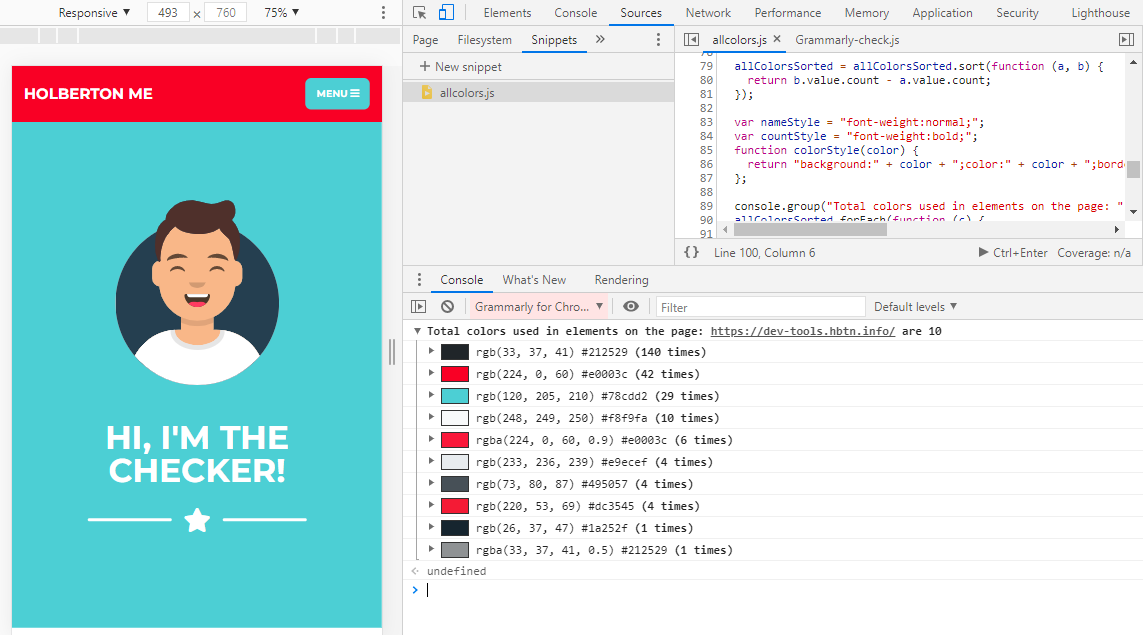 Responsive ▼ 493 × 760 75% ▼
Elements Console Sources Network Performance Memory Application Security Lighthouse
Page Filesystem Snippets »
allcolors.js × Grammarly-check.js
+ New snippet
allcolors.js
79 allColorsSorted = allColorsSorted.sort(function (a, b) {
80 return b.value.count - a.value.count;
81 });
82
83 var nameStyle = "font-weight:normal;";
84 var countStyle = "font-weight:bold;";
85 function colorStyle(color) {
86 return "background:" + color + ";color:" + color + ";bord
87 };
88
89 console.group("Total colors used in elements on the page: "
90 allColorsSorted.forEach(function (c) {
91
{} Line 100, Column 6 ▶ Ctrl+Enter Coverage: n/a
HOLBERTON ME
MENU
HI, I'M THE
CHECKER!
Console What's New Rendering
Grammarly for Chro... ▼ Filter Default levels ▼
▼ Total colors used in elements on the page: https://dev-tools.hbtn.info/ are 10
rgb(33, 37, 41) #212529 (140 times)
rgb(224, 0, 60) #e0003c (42 times)
rgb(120, 205, 210) #78cdd2 (29 times)
rgb(248, 249, 250) #f8f9fa (10 times)
rgba(224, 0, 60, 0.9) #e0003c (6 times)
rgb(233, 236, 239) #e9ecef (4 times)
rgb(73, 80, 87) #495057 (4 times)
rgb(220, 53, 69) #dc3545 (4 times)
rgb(26, 37, 47) #1a252f (1 times)
rgba(33, 37, 41, 0.5) #212529 (1 times)
undefined